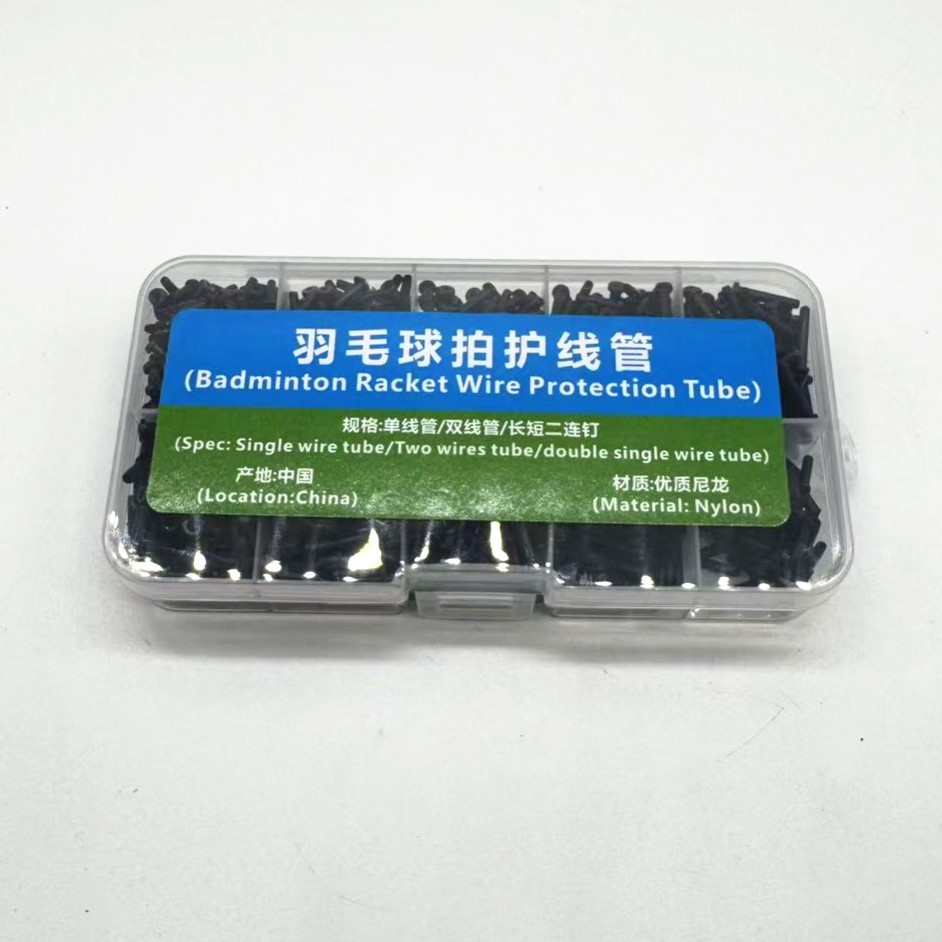 羽毛球拍护线管
(Badminton Racket Wire Protection Tube)
规格:单线管/双线管/长短二连钉
(Spec: Single wire tube/Two wires tube/double single wire tube)
产地:中国
(Location:China)
材质:优质尼龙
(Material: Nylon)